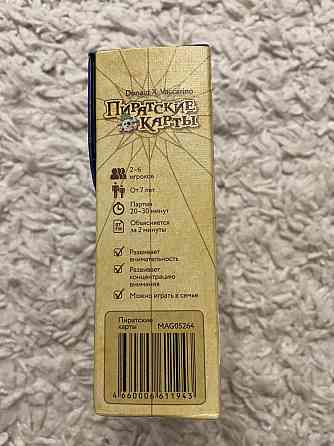 Donald X. Vaccarino
Пиратские
Карты
2–6
игроков
От 7 лет
Партия
20–30 минут
Объясняется
за 2 минуты
Развивает
внимательность
Развивает
концентрацию
внимания
Можно играть в семье
Пиратские
карты MAG05264
4 660006 611943